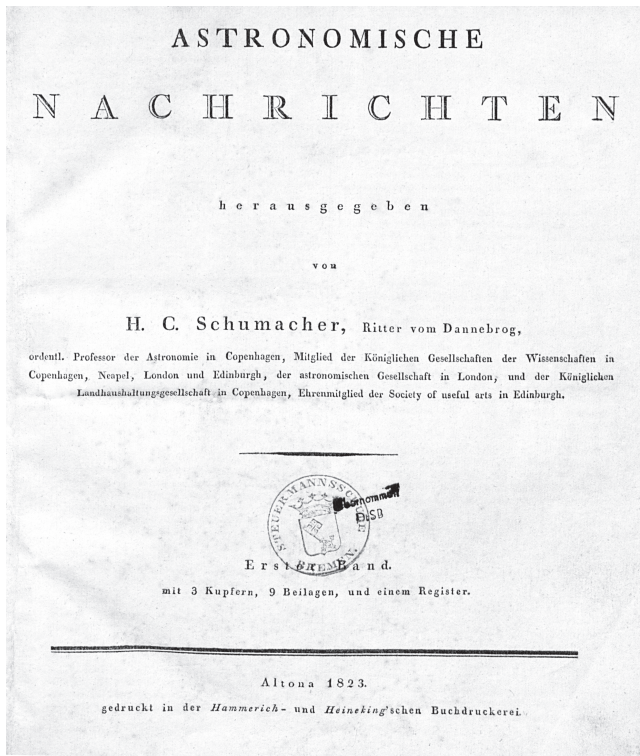 ASTRONOMISCHE
NACHRICHTEN
herausgegeben
von
H. C. Schumacher, Ritter vom Dannebrog,
ordentl. Professor der Astronomie in Copenhagen, Mitglied der Königlichen Gesellschaften der Wissenschaften in
Copenhagen, Neapel, London und Edinburgh, der astronomischen Gesellschaft in London, und der Königlichen
Landhaushaltungsgesellschaft in Copenhagen, Ehrenmitglied der Society of useful arts in Edinburgh.
STEUERMANNSSCHULE
BREMEN.
Erster Band.
mit 3 Kupfern, 9 Beilagen, und einem Register.
Altona 1823.
gedruckt in der Hammerich- und Heineking'schen Buchdruckerei.